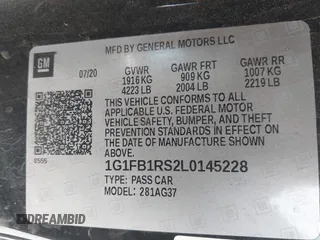 GM
MFD BY GENERAL MOTORS LLC
07/20 GVWR GAWR FRT GAWR RR
1916 KG 909 KG 1007 KG
4223 LB 2004 LB 2219 LB
THIS VEHICLE CONFORMS TO ALL
APPLICABLE U.S. FEDERAL MOTOR
VEHICLE SAFETY, BUMPER, AND THEFT
PREVENTION STANDARDS IN EFFECT
ON THE DATE OF MANUFACTURE
SHOWN ABOVE.
0555
1G1FB1RS2L0145228
TYPE: PASS CAR
MODEL: 281AG37
DREAMBID